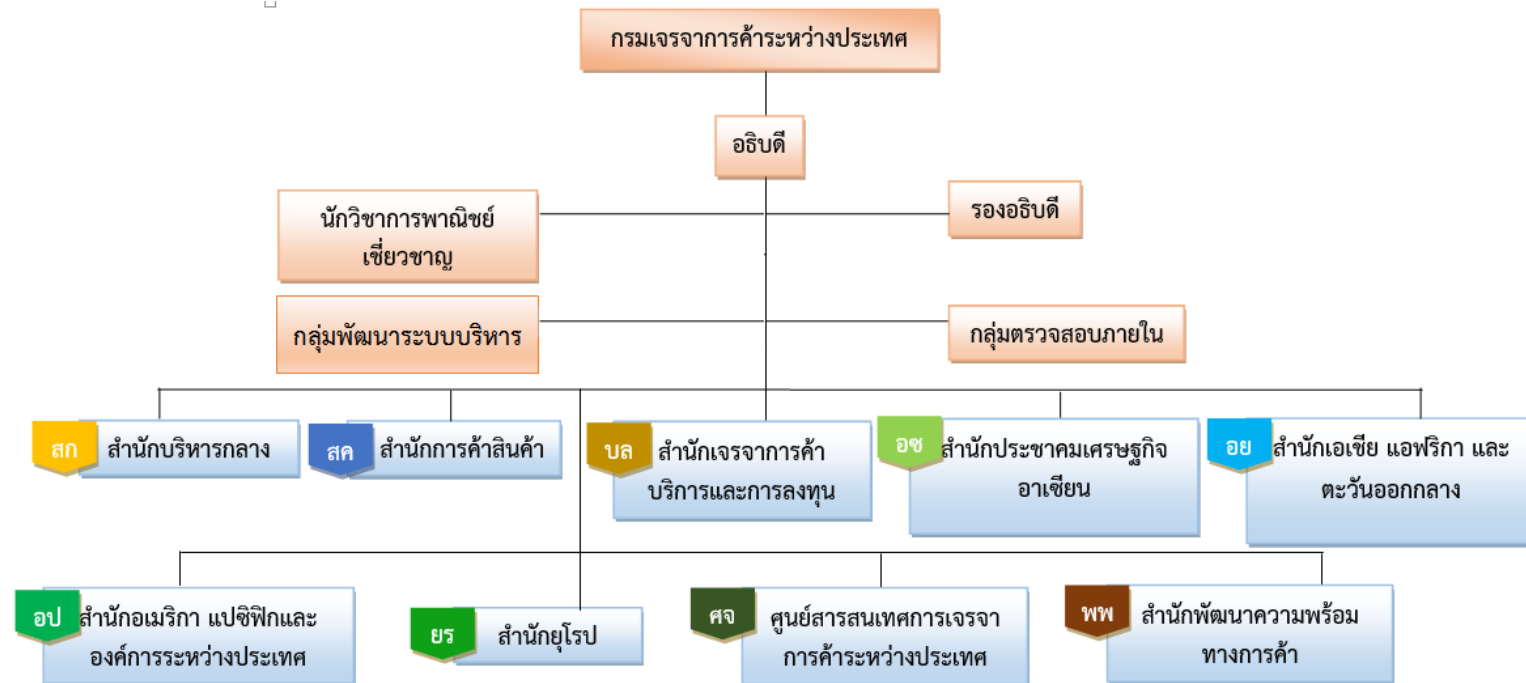 กรมเจรจาการค้าระหว่างประเทศ
อธิบดี
นักวิชาการพาณิชย์
เชี่ยวชาญ
รองอธิบดี
กลุ่มพัฒนาระบบบริหาร
กลุ่มตรวจสอบภายใน
สก สำนักบริหารกลาง
สค สำนักการค้าสินค้า
บล สำนักเจรจาการค้า
บริการและการลงทุน
อซ สำนักประชาคมเศรษฐกิจ
อาเซียน
อย สำนักเอเชีย แอฟริกา และ
ตะวันออกกลาง
อป สำนักอเมริกา แปซิฟิกและ
องค์การระหว่างประเทศ
ยร สำนักยุโรป
ศจ ศูนย์สารสนเทศการเจรจา
การค้าระหว่างประเทศ
พพ สำนักพัฒนาความพร้อม
ทางการค้า